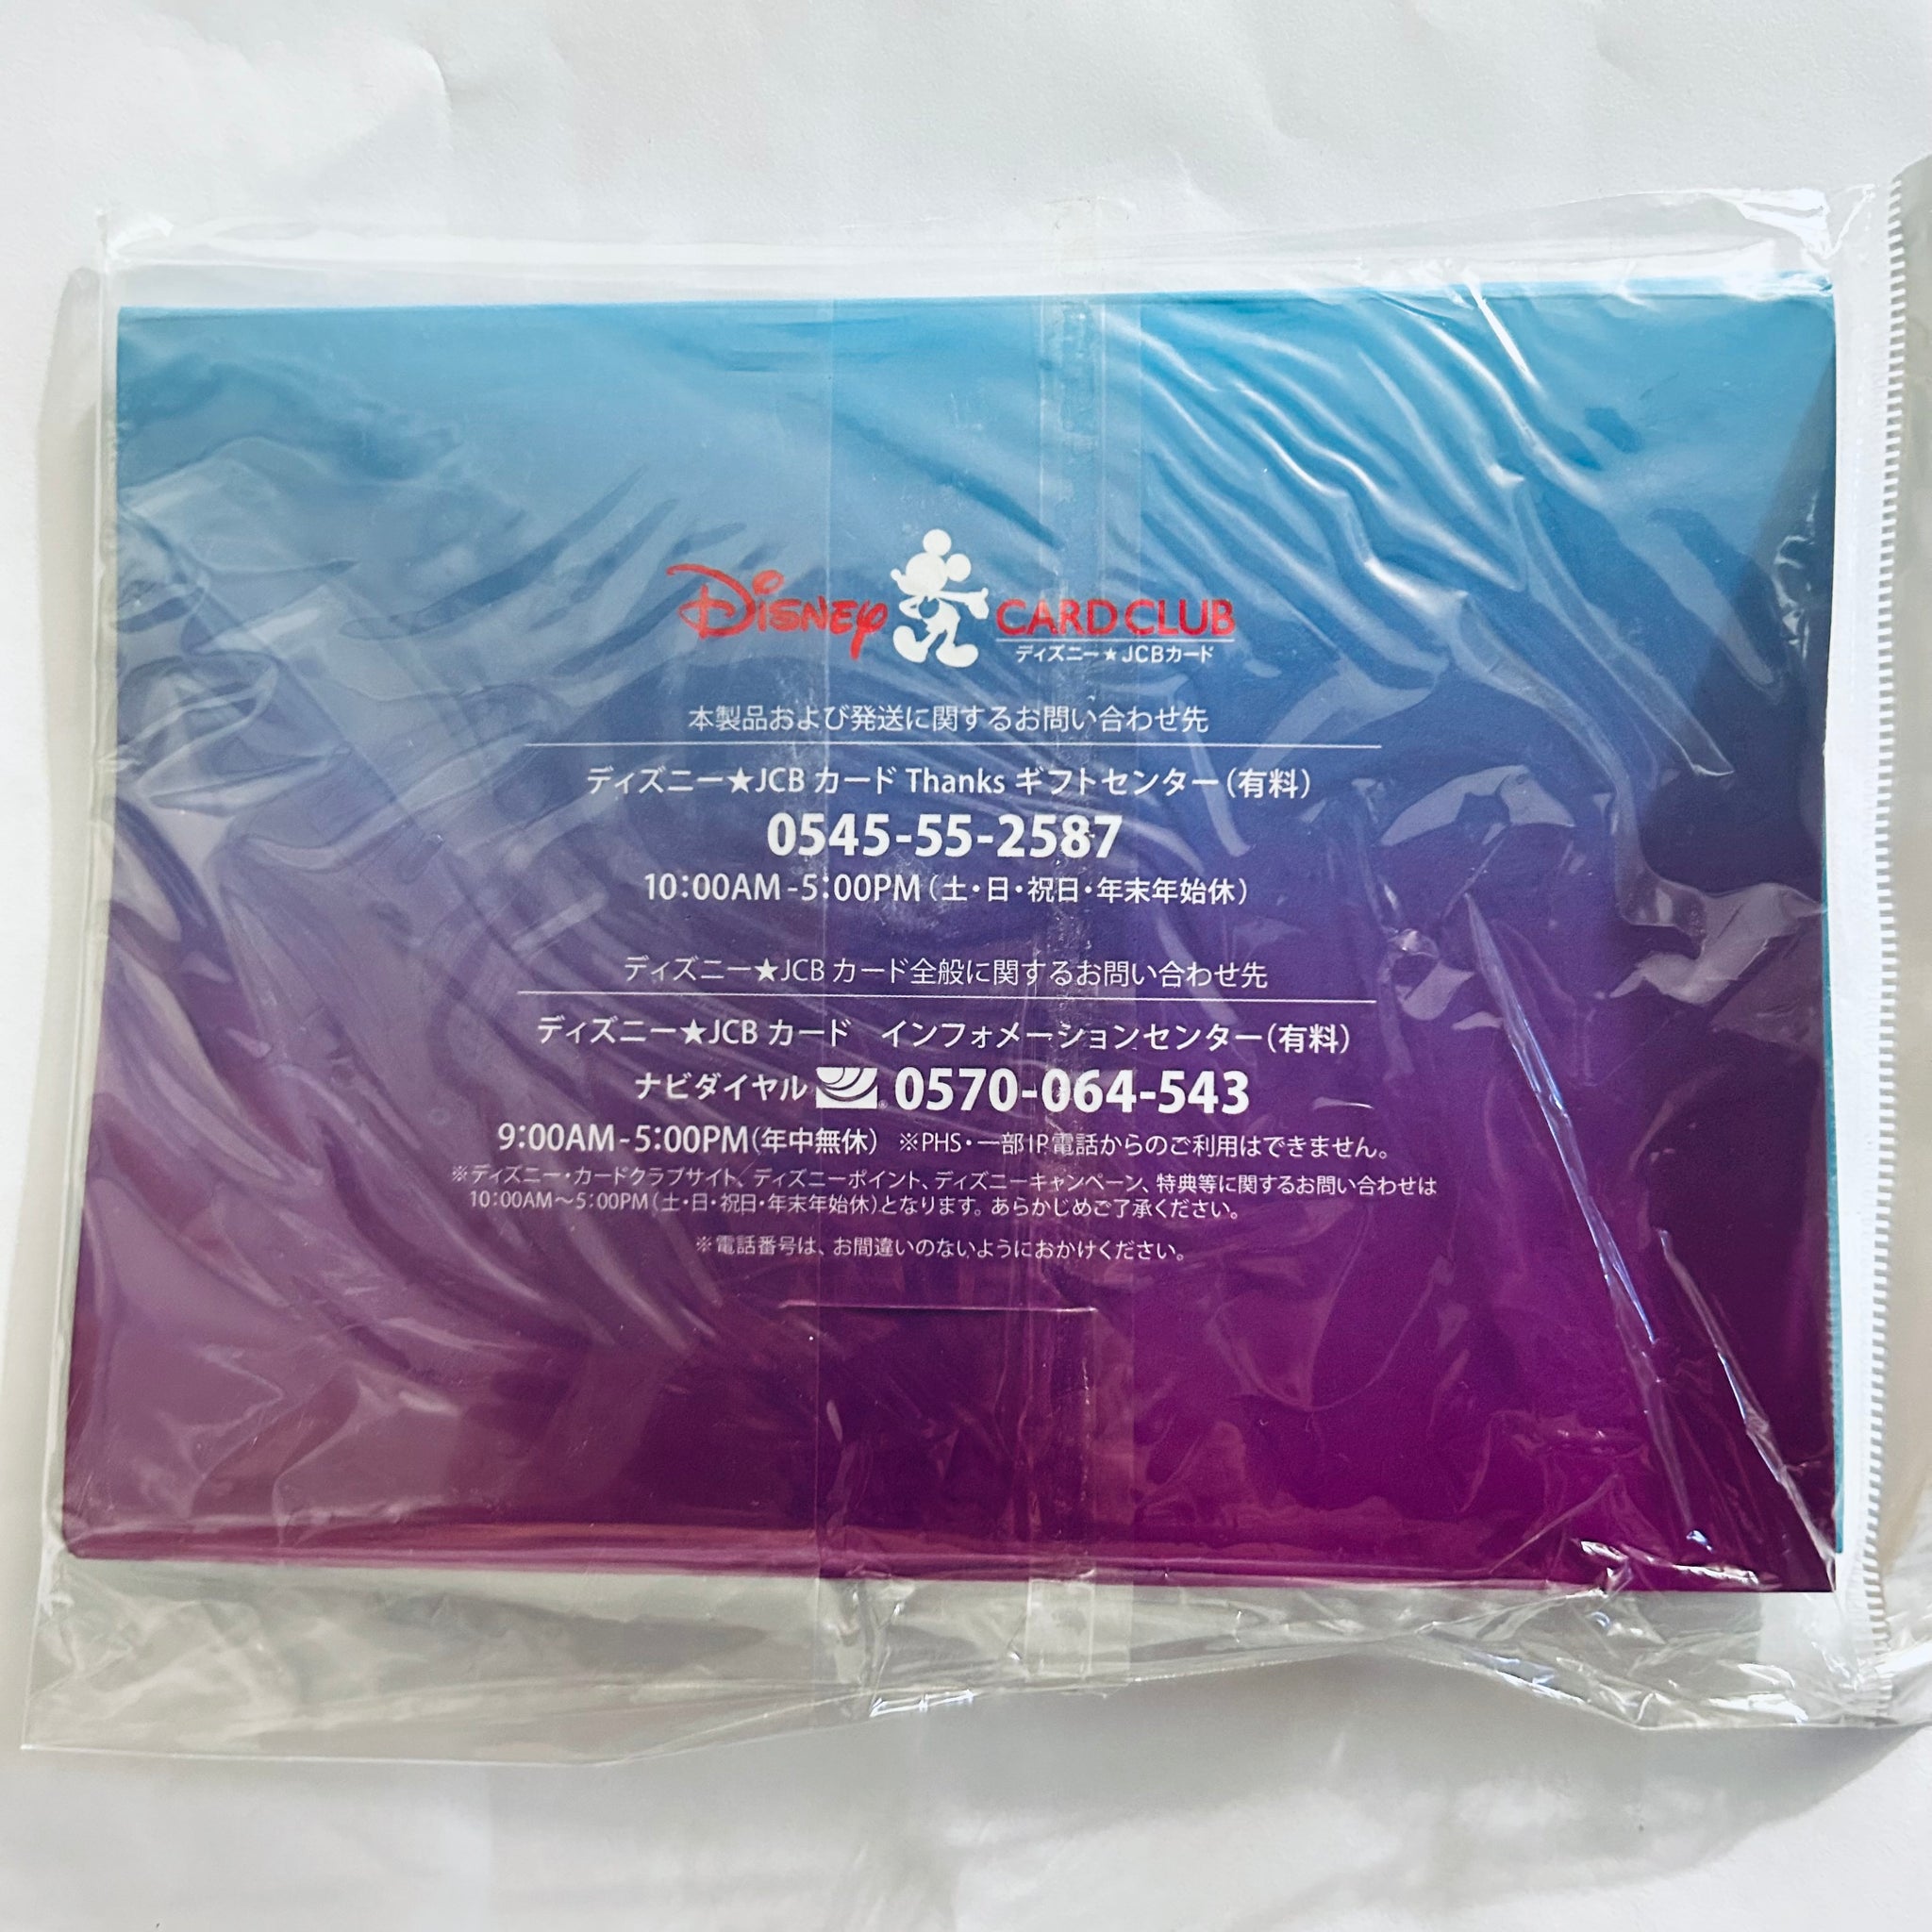 Disney CARD CLUB
ディズニー★JCBカード
本製品および発送に関するお問い合わせ先
ディズニー★JCB カード Thanks ギフトセンター(有料)
0545-55-2587
10:00AM-5:00PM(土・日・祝日・年末年始休)
ディズニー★JCB カード全般に関するお問い合わせ先
ディズニー★JCB カード　インフォメーションセンター(有料)
ナビダイヤル 0570-064-543
9:00AM-5:00PM(年中無休) ※PHS・一部IP電話からのご利用はできません。
※ディズニー・カードクラブサイト、ディズニーポイント、ディズニーキャンペーン、特典等に関するお問い合わせは
10:00AM〜5:00PM(土・日・祝日・年末年始休)となります。あらかじめご了承ください。
※電話番号は、お間違いのないようにおかけください。